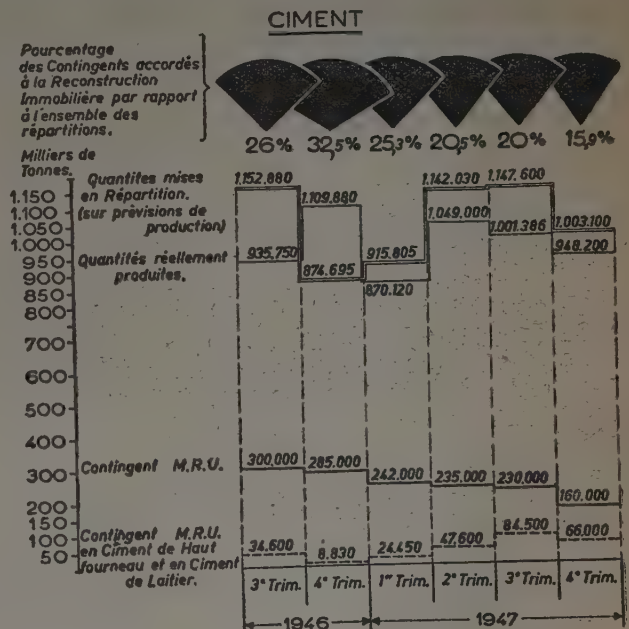 CIMENT
Pourcentage
des Contingents accordés
à la Reconstruction
Immobilière par rapport
à l'ensemble des
répartitions.
26% 32,5% 25,3% 20,5% 20% 15,9%
Milliers de
Tonnes.
Quantites mises
en Répartition.
(sur prévisions de
production)
1.152.880 1.109.880 1.142.030 1.147.600
1.049.000 1.001.386 1.003.100
Quantités réellement
produites.
935,750 874.695 915.805 870.120 948.200
1.150
1.100
1.050
1.000
950
900
850
800
700
600
500
400
300
200
150
100
50
Contingent M.R.U.
300,000 285.000 242.000 235.000 230.000 160.000
Contingent M.R.U.
en Ciment de Haut
fourneau et en Ciment
de Laitier.
34.600 8.830 24.450 47.600 84.500 66.000
3e Trim. 4e Trim. 1er Trim. 2e Trim. 3e Trim. 4e Trim.
1946 1947